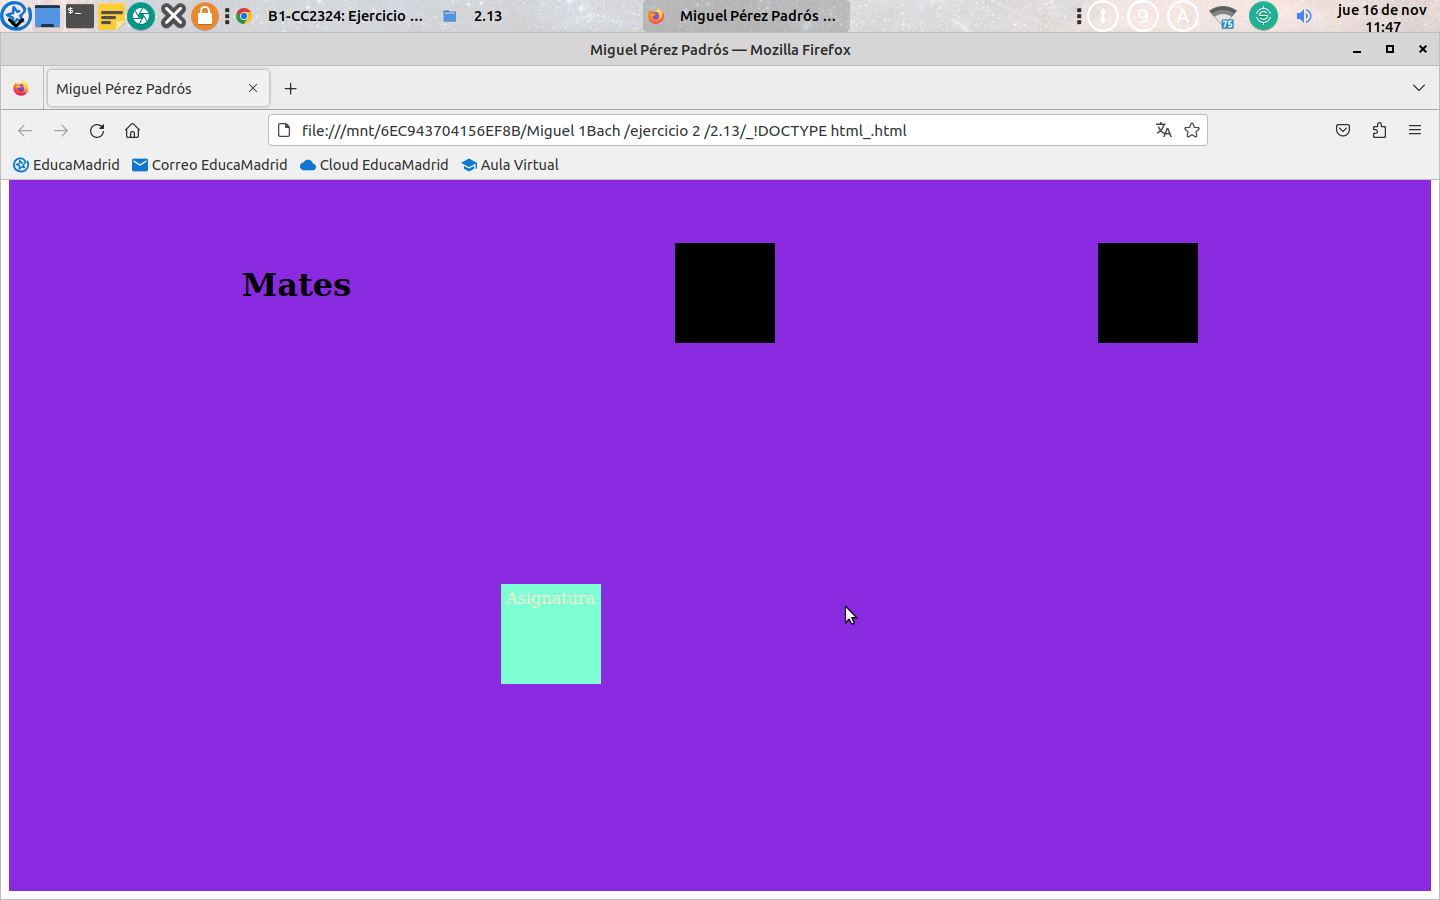 B1-CC2324: Ejercicio ...
2.13
Miguel Pérez Padrós ...
9
A
75
jue 16 de nov
11:47
Miguel Pérez Padrós — Mozilla Firefox
Miguel Pérez Padrós
file:///mnt/6EC943704156EF8B/Miguel 1Bach /ejercicio 2 /2.13/_!DOCTYPE html_.html
EducaMadrid
Correo EducaMadrid
Cloud EducaMadrid
Aula Virtual
Mates
Asignatura